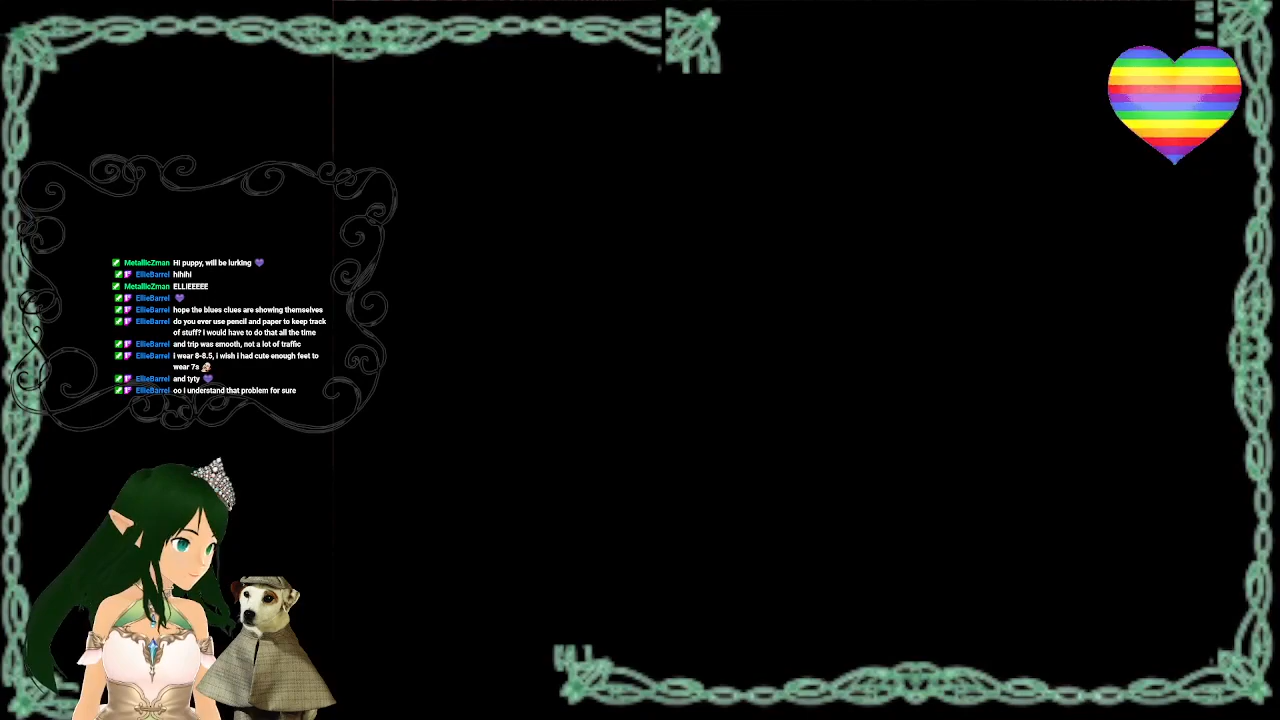 MetallicZman Hi puppy, will be lurking
EllieBarrel hihihi
MetallicZman ELLIEEEEE
EllieBarrel
EllieBarrel hope the blues clues are showing themselves
EllieBarrel do you ever use pencil and paper to keep track
of stuff? i would have to do that all the time
EllieBarrel and trip was smooth, not a lot of traffic
EllieBarrel i wear 8-8.5, i wish i had cute enough feet to
wear 7s
EllieBarrel and tyty
EllieBarrel oo i understand that problem for sure